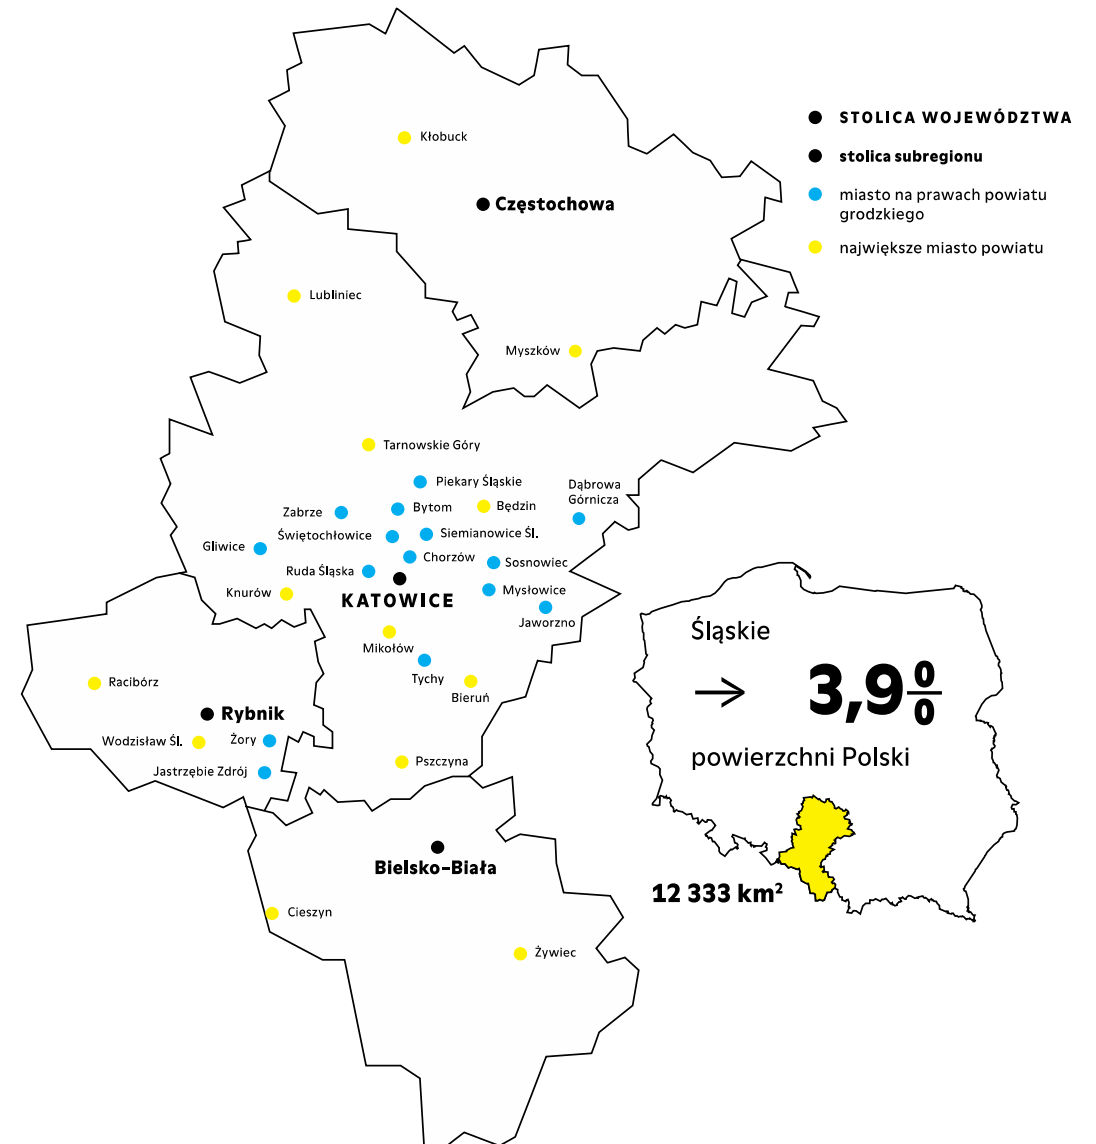 STOLICA WOJEWÓDZTWA
stolica subregionu
miasto na prawach powiatu
grodzkiego
największe miasto powiatu
Kłobuck
Częstochowa
Lubliniec
Myszków
Tarnowskie Góry
Piekary Śląskie
Dąbrowa
Górnicza
Zabrze
Bytom
Będzin
Świętochłowice
Siemianowice Śl.
Gliwice
Chorzów
Sosnowiec
Ruda Śląska
Knurów
KATOWICE
Mysłowice
Jaworzno
Mikołów
Tychy
Bieruń
Racibórz
Rybnik
Wodzisław Śl.
Żory
Jastrzębie Zdrój
Pszczyna
Bielsko-Biała
Cieszyn
Żywiec
Śląskie
→ 3,9%
powierzchni Polski
12 333 km²